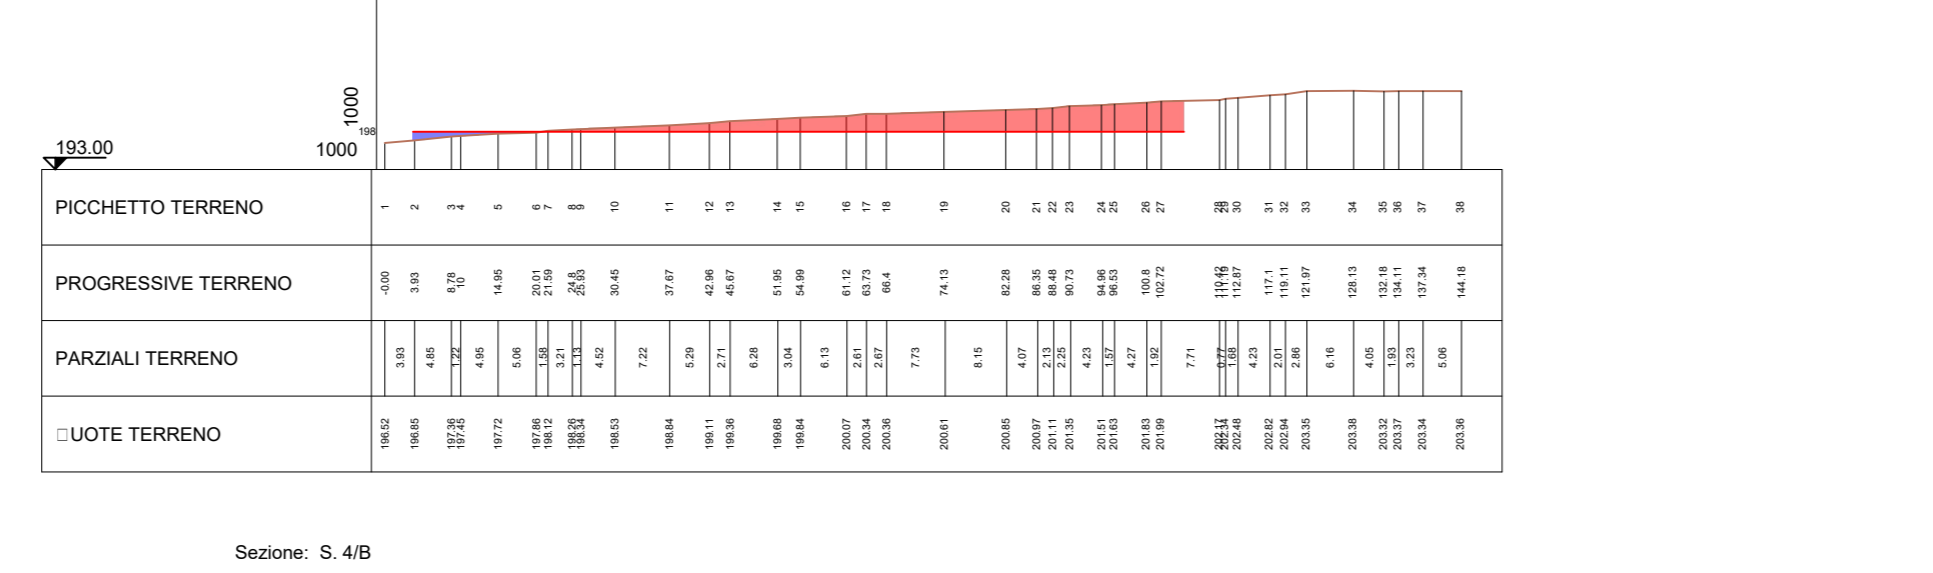 1000
198
193.00
1000
PICCHETTO TERRENO 1 2 3 4 5 6 7 8 9 10 11 12 13 14 15 16 17 18 19 20 21 22 23 24 25 26 27 28 29 30 31 32 33 34 35 36 37 38
PROGRESSIVE TERRENO -0.00 3.93 8.78 10 14.95 20.01 21.59 24.8 25.93 30.45 37.67 42.96 45.67 51.95 54.99 61.12 63.73 66.4 74.13 82.28 86.35 88.48 90.73 94.96 96.53 100.8 102.72 110.42 111.19 112.87 117.1 119.11 121.97 128.13 132.18 134.11 137.34 144.18
PARZIALI TERRENO 3.93 4.85 1.22 4.95 5.06 1.58 3.21 1.13 4.52 7.22 5.29 2.71 6.28 3.04 6.13 2.61 2.67 7.73 8.15 4.07 2.13 2.25 4.23 1.57 4.27 1.92 7.71 0.77 1.68 4.23 2.01 2.86 6.16 4.05 1.93 3.23 5.06
□UOTE TERRENO 196.52 196.85 197.36 197.45 197.72 197.86 198.12 198.26 198.34 198.53 198.84 199.11 199.36 199.68 199.84 200.07 200.34 200.36 200.61 200.85 200.97 201.11 201.35 201.51 201.63 201.83 201.99 202.17 202.34 202.48 202.82 202.94 203.35 203.38 203.32 203.37 203.34 203.36
Sezione: S. 4/B